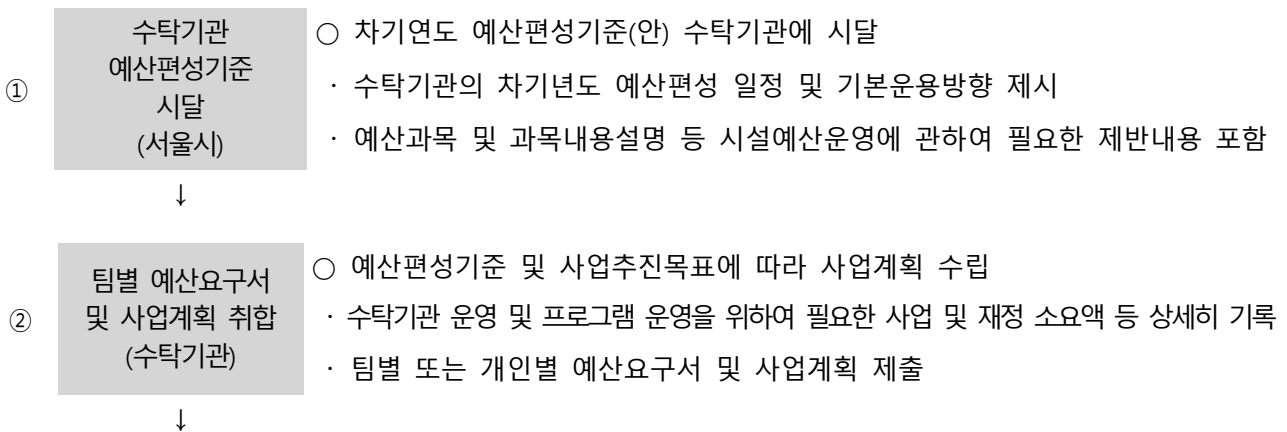 수탁기관
예산편성기준
시달
(서울시)
①
○ 차기연도 예산편성기준(안) 수탁기관에 시달
· 수탁기관의 차기년도 예산편성 일정 및 기본운용방향 제시
· 예산과목 및 과목내용설명 등 시설예산운영에 관하여 필요한 제반내용 포함
↓
팀별 예산요구서
및 사업계획 취합
(수탁기관)
②
○ 예산편성기준 및 사업추진목표에 따라 사업계획 수립
· 수탁기관 운영 및 프로그램 운영을 위하여 필요한 사업 및 재정 소요액 등 상세히 기록
· 팀별 또는 개인별 예산요구서 및 사업계획 제출
↓